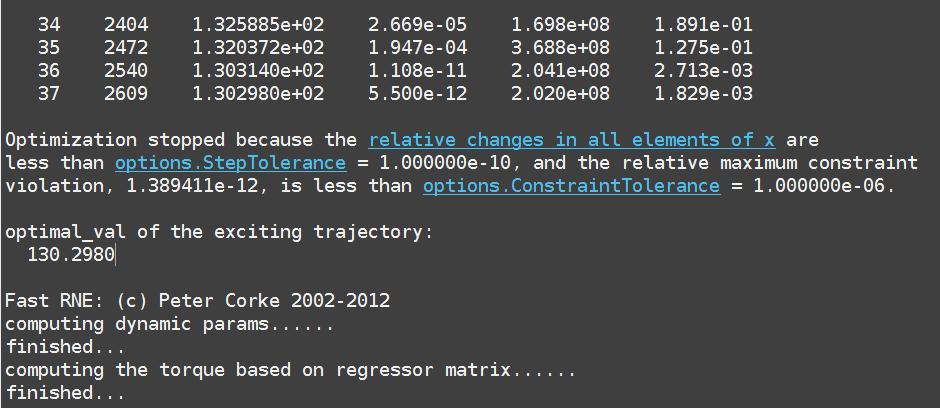 34 2404 1.325885e+02 2.669e-05 1.698e+08 1.891e-01
35 2472 1.320372e+02 1.947e-04 3.688e+08 1.275e-01
36 2540 1.303140e+02 1.108e-11 2.041e+08 2.713e-03
37 2609 1.302980e+02 5.500e-12 2.020e+08 1.829e-03
Optimization stopped because the relative changes in all elements of x are
less than options.StepTolerance = 1.000000e-10, and the relative maximum constraint
violation, 1.389411e-12, is less than options.ConstraintTolerance = 1.000000e-06.
optimal_val of the exciting trajectory:
130.2980
Fast RNE: (c) Peter Corke 2002-2012
computing dynamic params......
finished...
computing the torque based on regressor matrix......
finished...